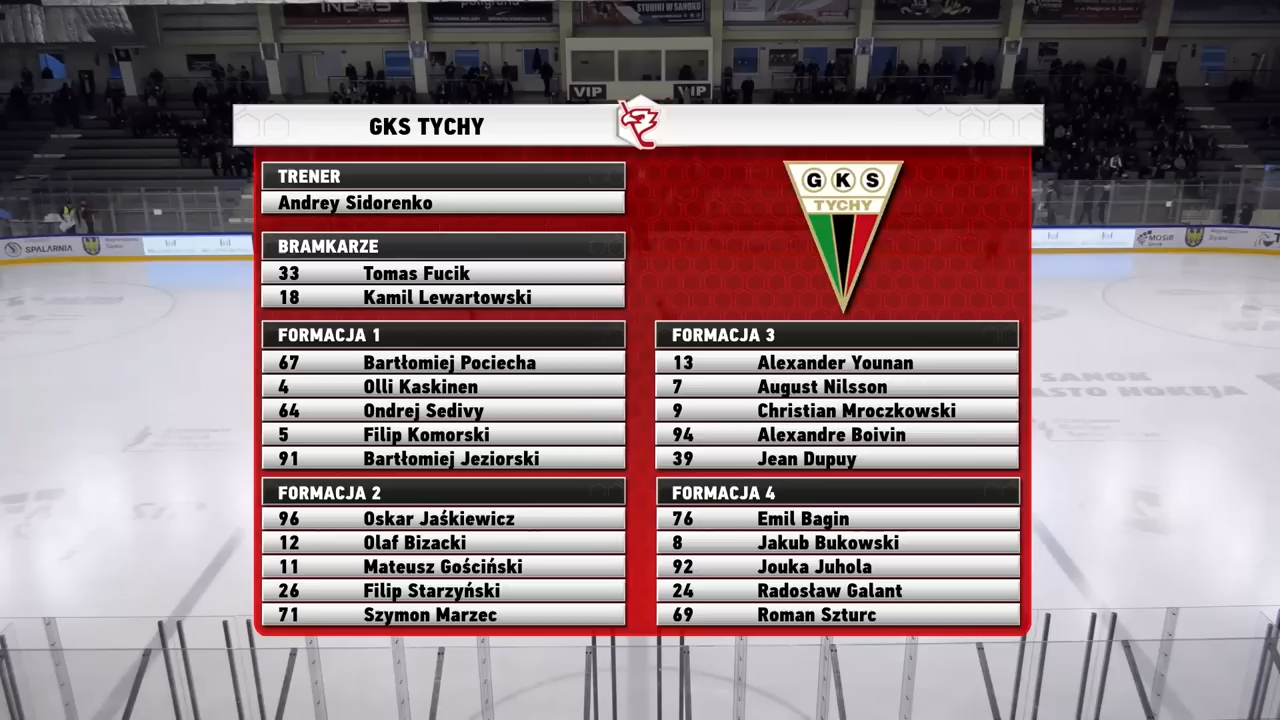 STUDIUJ W SANOKU
VIP
VIP
GKS TYCHY
TRENER
Andrey Sidorenko
BRAMKARZE
33 Tomas Fucik
18 Kamil Lewartowski
FORMACJA 1
67 Bartłomiej Pociecha
4 Olli Kaskinen
64 Ondrej Sedivy
5 Filip Komorski
91 Bartłomiej Jeziorski
FORMACJA 2
96 Oskar Jaśkiewicz
12 Olaf Bizacki
11 Mateusz Gościński
26 Filip Starzyński
71 Szymon Marzec
GKS
TYCHY
FORMACJA 3
13 Alexander Younan
7 August Nilsson
9 Christian Mroczkowski
94 Alexandre Boivin
39 Jean Dupuy
FORMACJA 4
76 Emil Bagin
8 Jakub Bukowski
92 Jouka Juhola
24 Radosław Galant
69 Roman Szturc
SPALARNIA
MOSiR
SANOK
ASTO HOKEJA